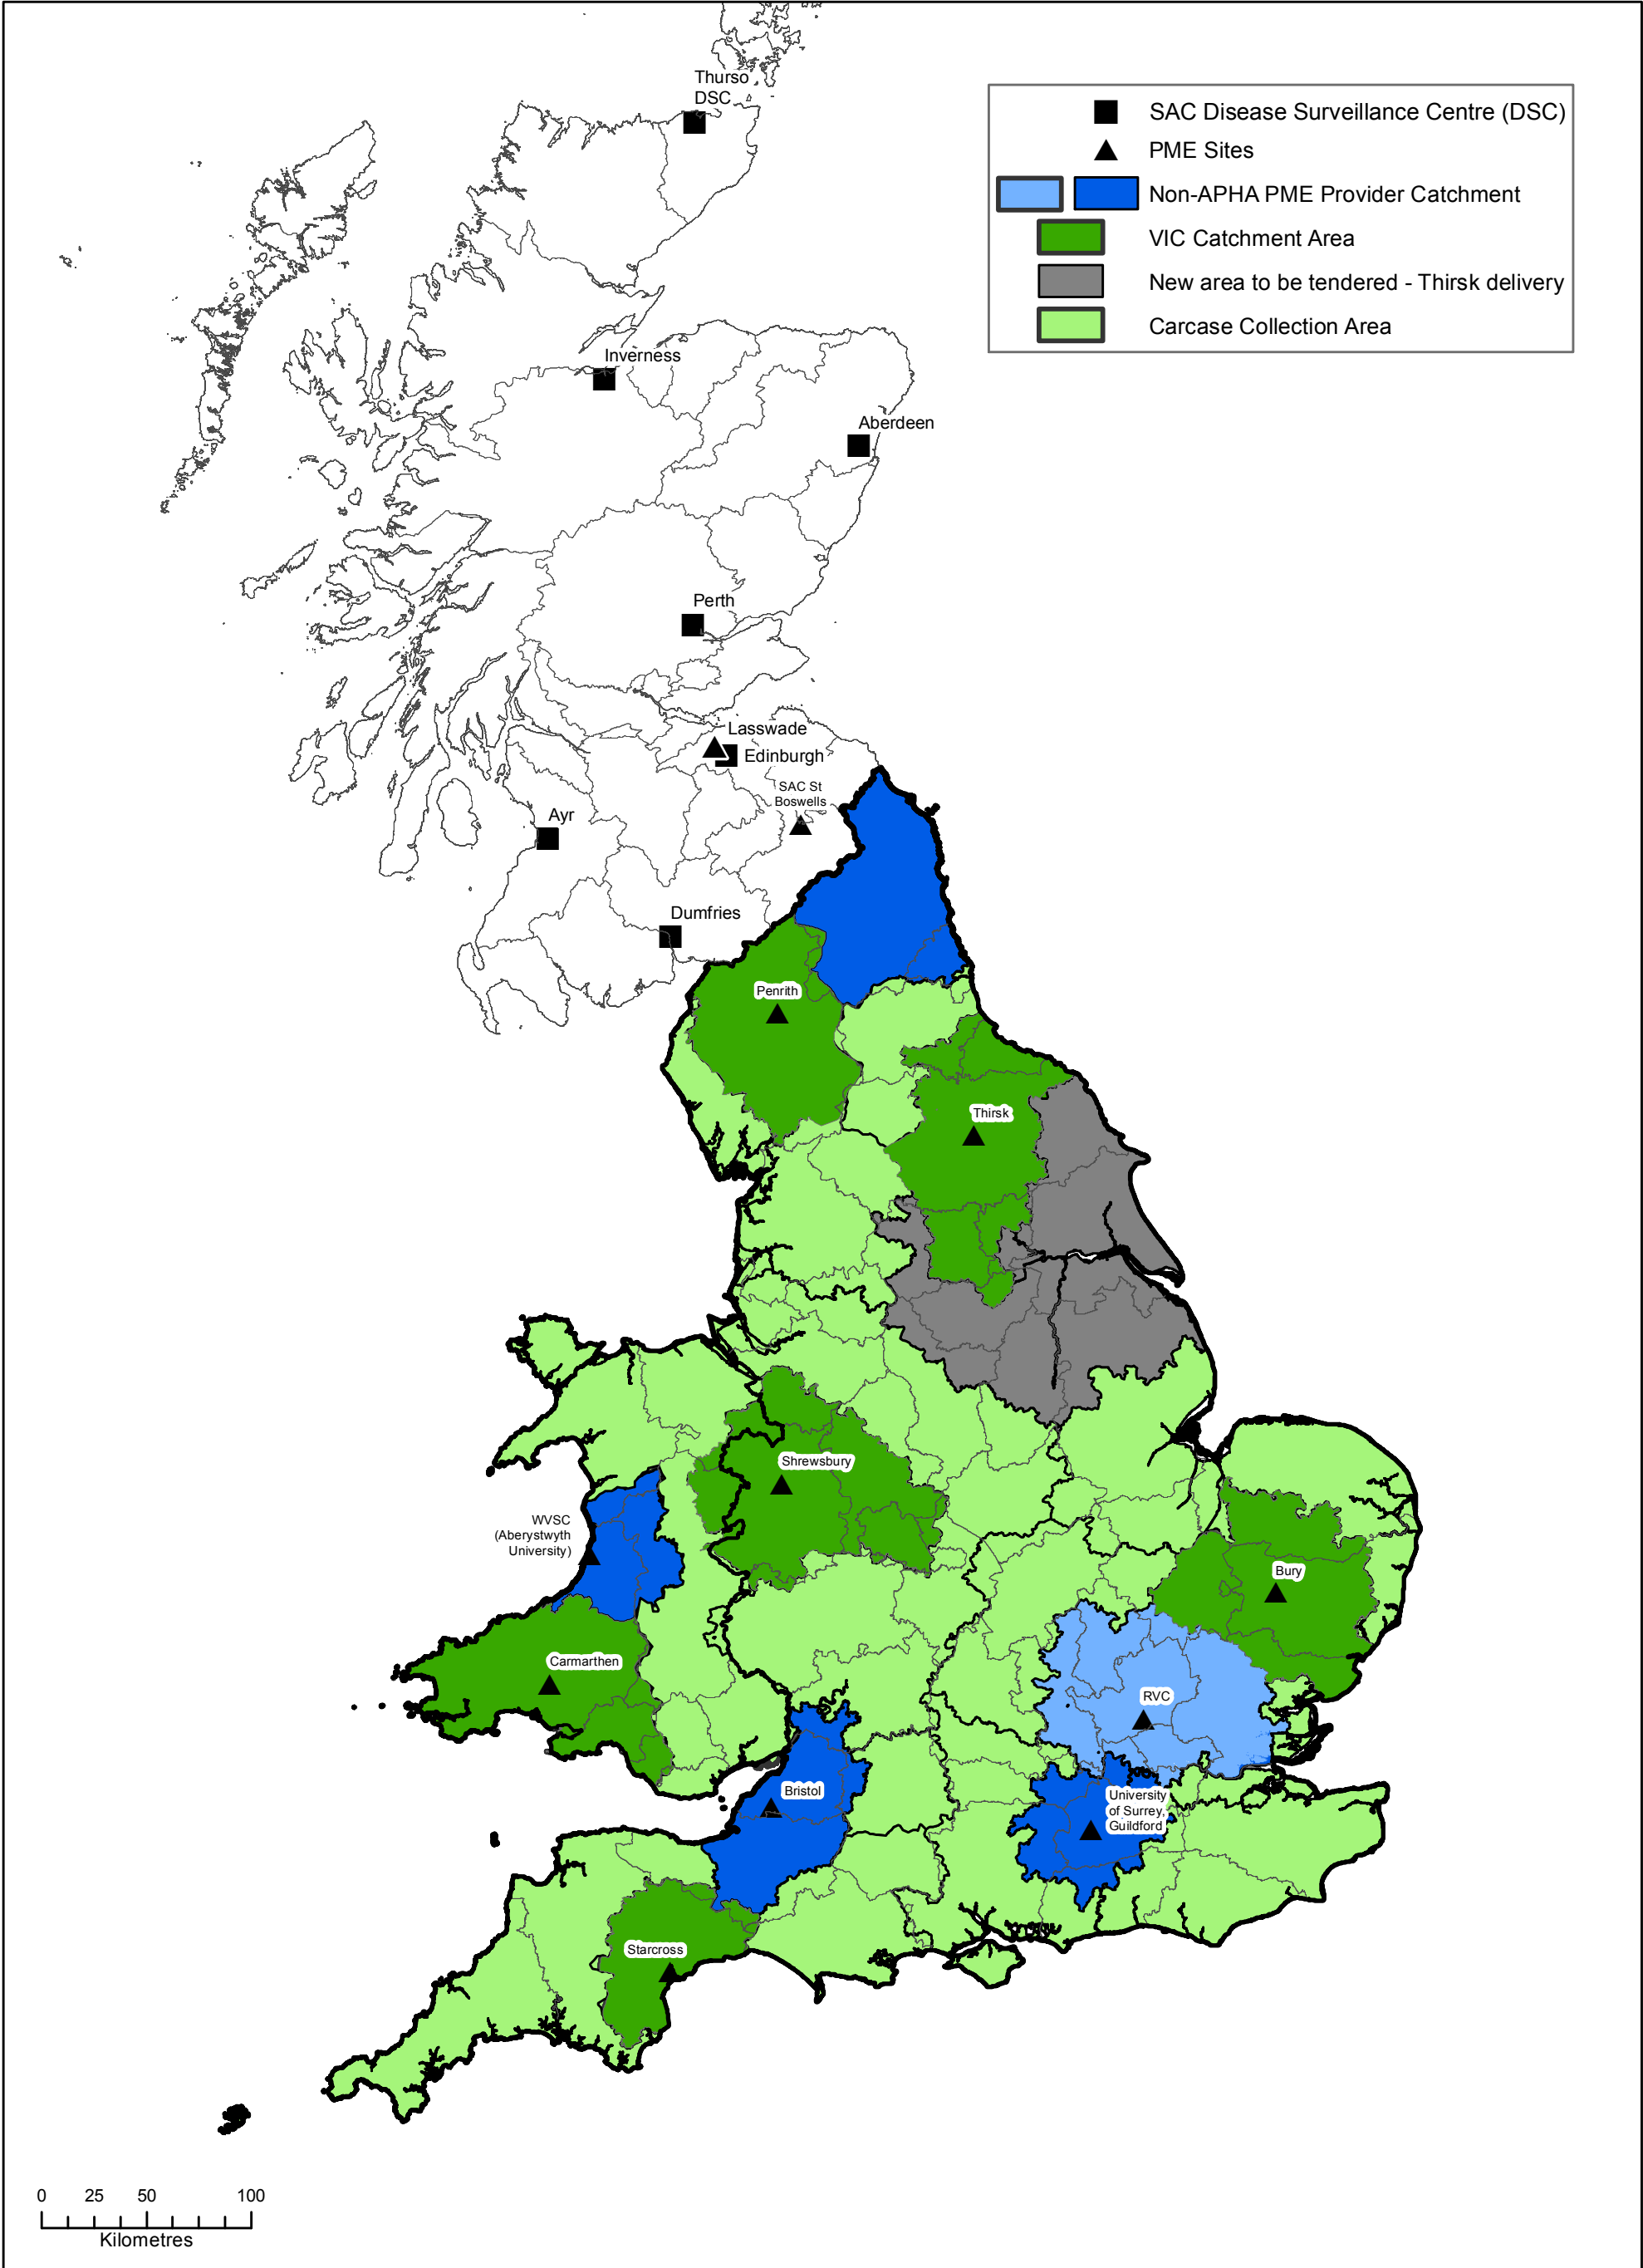 Thurso
DSC
SAC Disease Surveillance Centre (DSC)
PME Sites
Non-APHA PME Provider Catchment
VIC Catchment Area
New area to be tendered - Thirsk delivery
Carcase Collection Area
Inverness
Aberdeen
Perth
Lasswade
Edinburgh
SAC St
Boswells
Ayr
Dumfries
Penrith
Thirsk
Shrewsbury
WVSC
(Aberystwyth
University)
Bury
Carmarthen
RVC
Bristol
University
of Surrey,
Guildford
Starcross
0 25 50 100
Kilometres